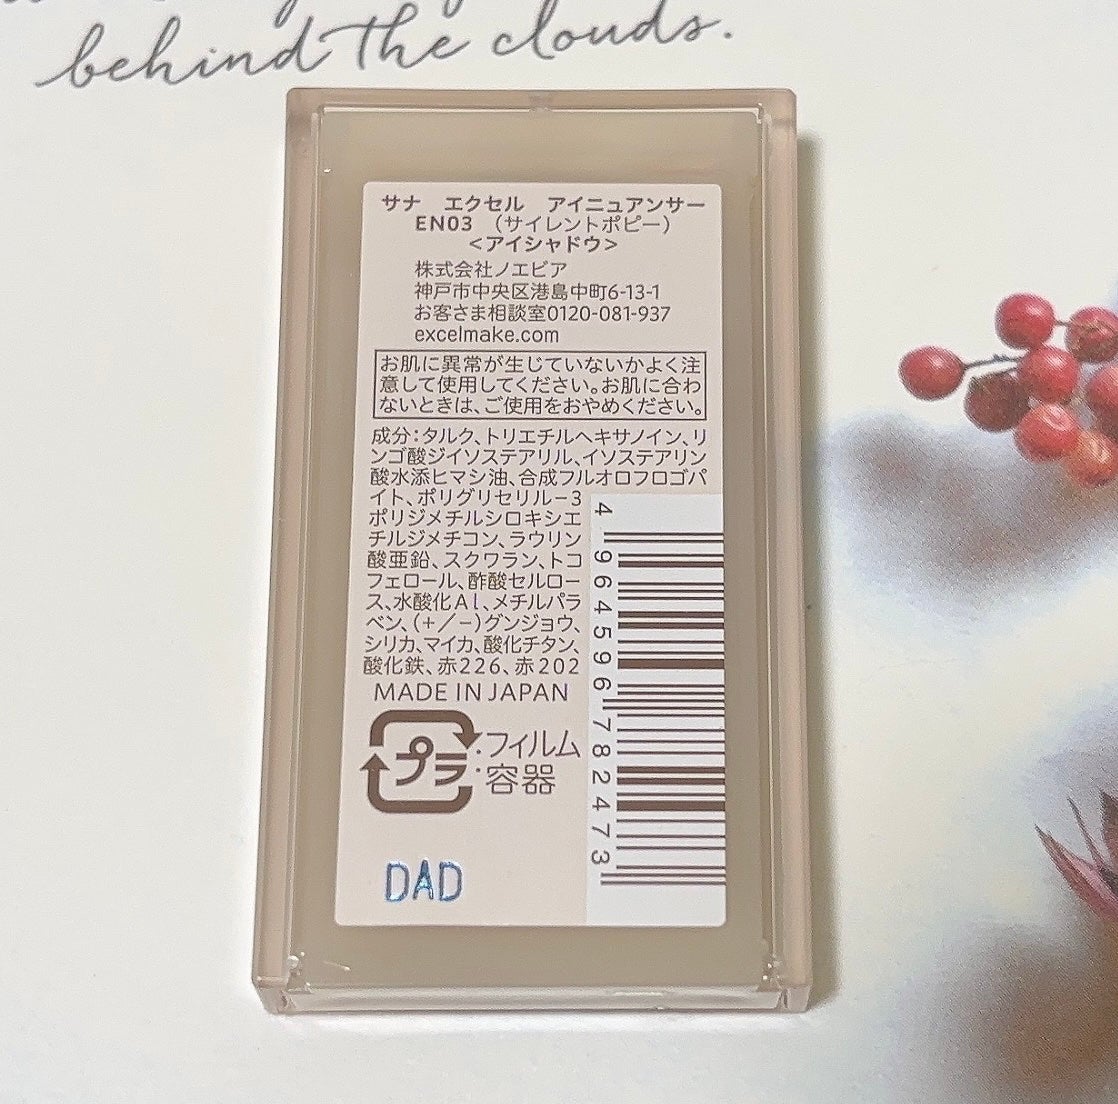 behind the clouds.
サナ エクセル アイニュアンサー
EN03 (サイレントポピー)
<アイシャドウ>
株式会社ノエビア
神戸市中央区港島中町6-13-1
お客さま相談室0120-081-937
excelmake.com
お肌に異常が生じていないかよく注
意して使用してください。お肌に合わ
ないときは、ご使用をおやめください。
成分:タルク、トリエチルヘキサノイン、リ
ンゴ酸ジイソステアリル、イソステアリン
酸水添ヒマシ油、合成フルオロフロゴパ
イト、ポリグリセリル-3
ポリジメチルシロキシエ
チルジメチコン、ラウリン
酸亜鉛、スクワラン、トコ
フェロール、酢酸セルロー
ス、水酸化Al、メチルパラ
ベン、(+/-)グンジョウ、
シリカ、マイカ、酸化チタン、
酸化鉄、赤226、赤202
MADE IN JAPAN
プラ
:フィルム
:容器
4 964596 782473
DAD